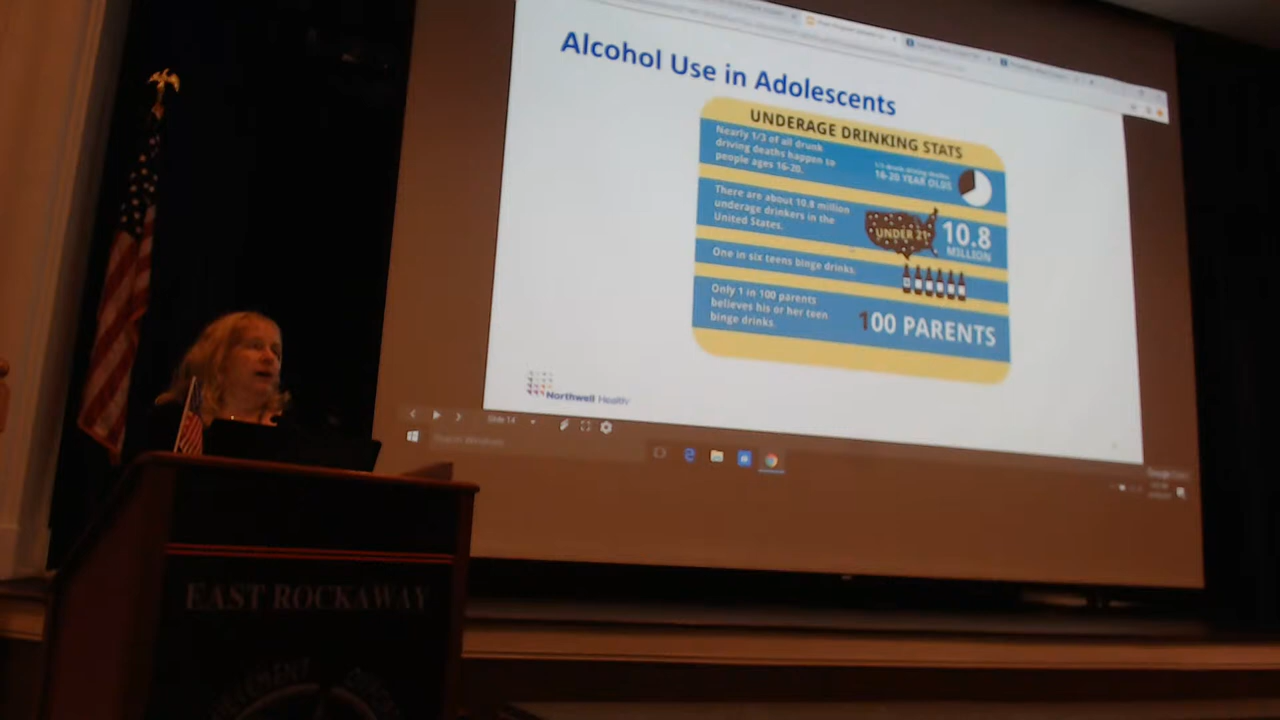 Alcohol Use in Adolescents
UNDERAGE DRINKING STATS
Nearly 1/3 of all drunk
driving deaths happen to
people ages 16-20.
16-20 YEAR OLDS
There are about 10.8 million
underage drinkers in the
United States.
UNDER 21
10.8
MILLION
One in six teens binge drinks.
Only 1 in 100 parents
believes his or her teen
binge drinks.
100 PARENTS
Northwell Health
Slide 14
EAST ROCKAWAY